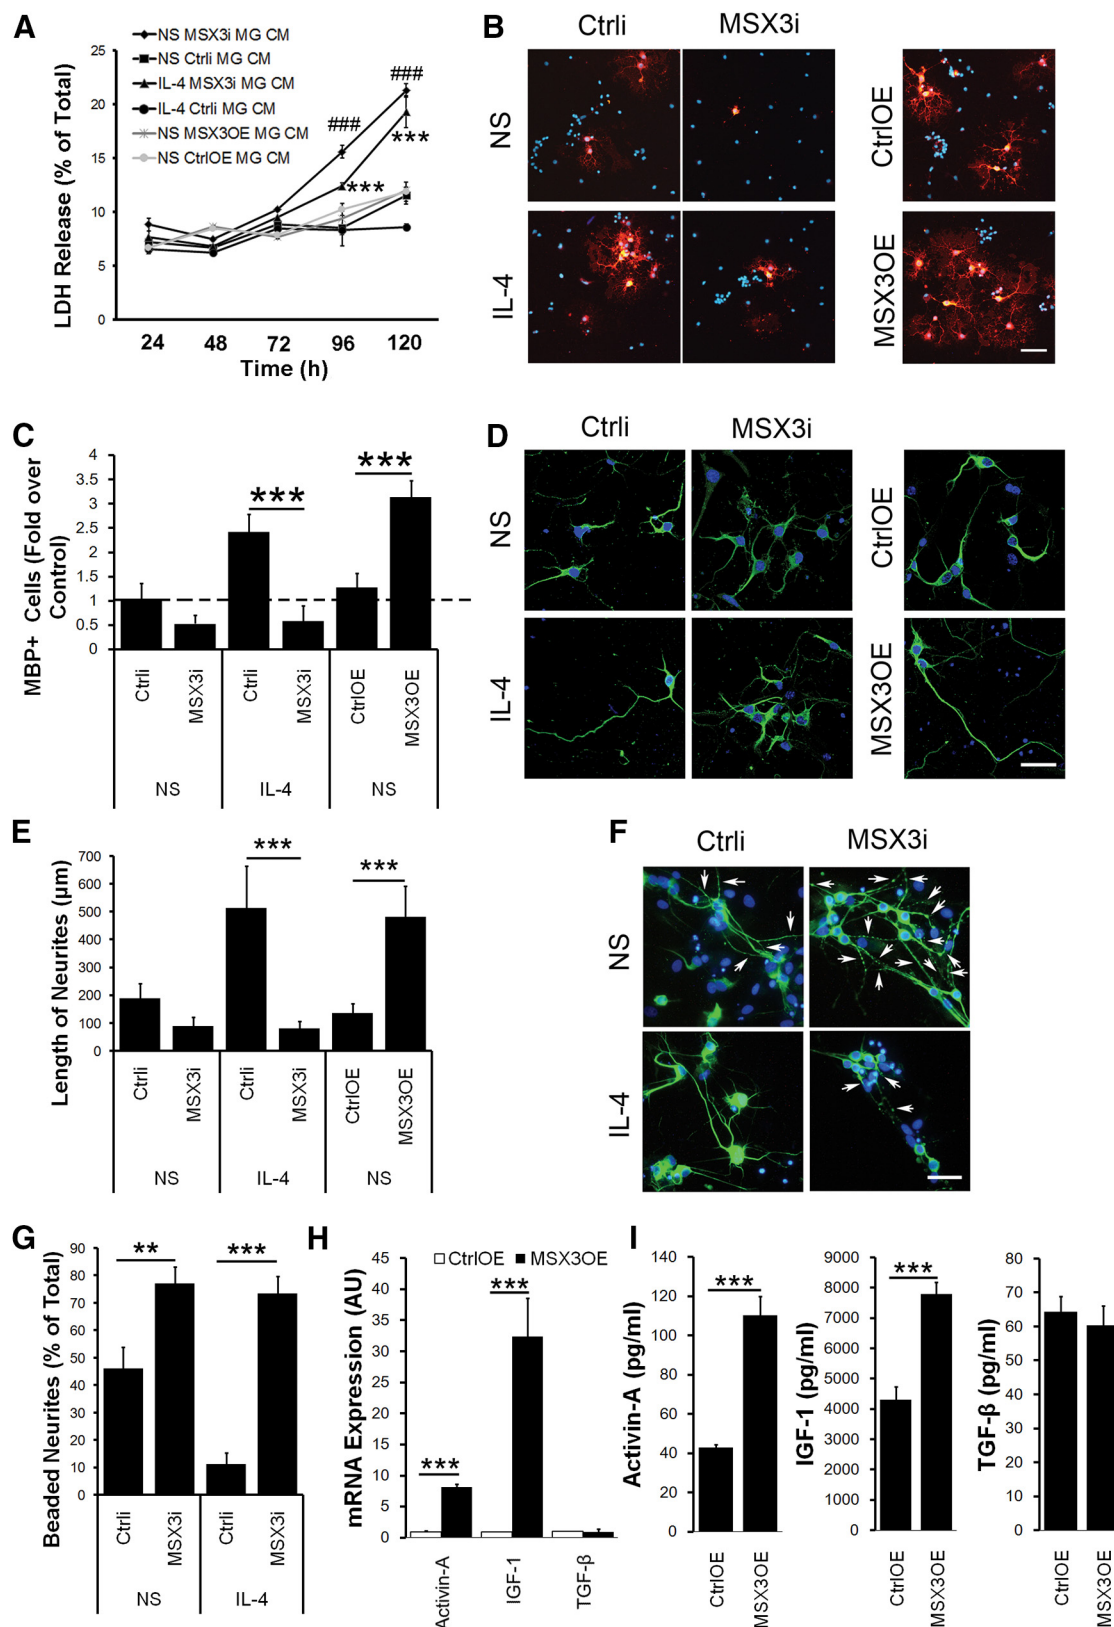 A
NS MSX3i MG CM
NS Ctrli MG CM
IL-4 MSX3i MG CM
IL-4 Ctrli MG CM
NS MSX3OE MG CM
NS CtrlOE MG CM
LDH Release (% of Total)
25
20
15
10
5
0
###
###
***
***
24 48 72 96 120
Time (h)
B
Ctrli MSX3i
NS
IL-4
CtrlOE
MSX3OE
C
MBP+ Cells (Fold over Control)
4
3.5
3
2.5
2
1.5
1
0.5
0
***
***
Ctrli MSX3i Ctrli MSX3i CtrlOE MSX3OE
NS IL-4 NS
D
Ctrli MSX3i
NS
IL-4
CtrlOE
MSX3OE
E
Length of Neurites (μm)
700
600
500
400
300
200
100
0
***
***
Ctrli MSX3i Ctrli MSX3i CtrlOE MSX3OE
NS IL-4 NS
F
Ctrli MSX3i
NS
IL-4
G
Beaded Neurites (% of Total)
90
80
70
60
50
40
30
20
10
0
**
***
Ctrli MSX3i Ctrli MSX3i
NS IL-4
H
CtrlOE MSX3OE
mRNA Expression (AU)
45
40
35
30
25
20
15
10
5
0
***
***
Activin-A IGF-1 TGF-β
I
Activin-A (pg/ml)
140
120
100
80
60
40
20
0
***
CtrlOE MSX3OE
IGF-1 (pg/ml)
9000
8000
7000
6000
5000
4000
3000
2000
1000
0
***
CtrlOE MSX3OE
TGF-β (pg/ml)
80
70
60
50
40
30
20
10
0
CtrlOE MSX3OE